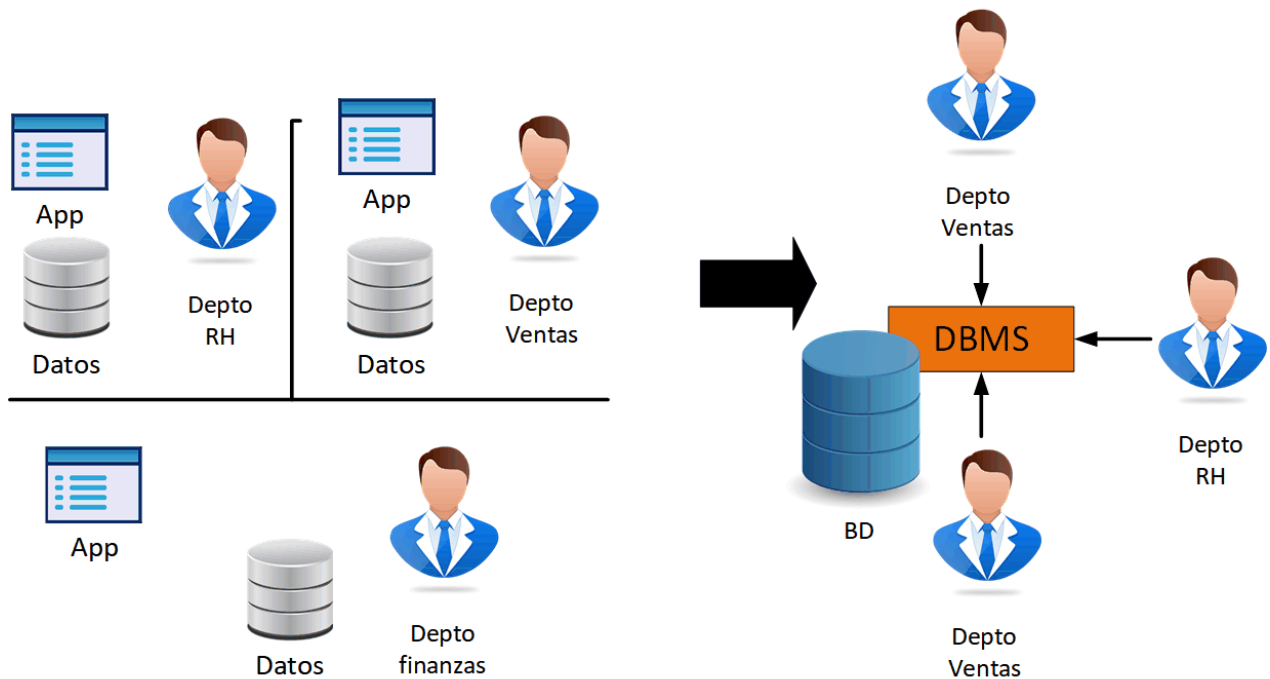 App
Datos
Depto
RH
App
Datos
Depto
Ventas
App
Datos
Depto
finanzas
Depto
Ventas
DBMS
Depto
RH
BD
Depto
Ventas